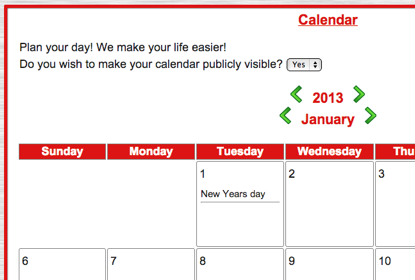 Calendar
Plan your day! We make your life easier!
Do you wish to make your calendar publicly visible? Yes
2013
January
Sunday Monday Tuesday Wednesday Thu
1 2 3
New Years day
6 7 8 9 10